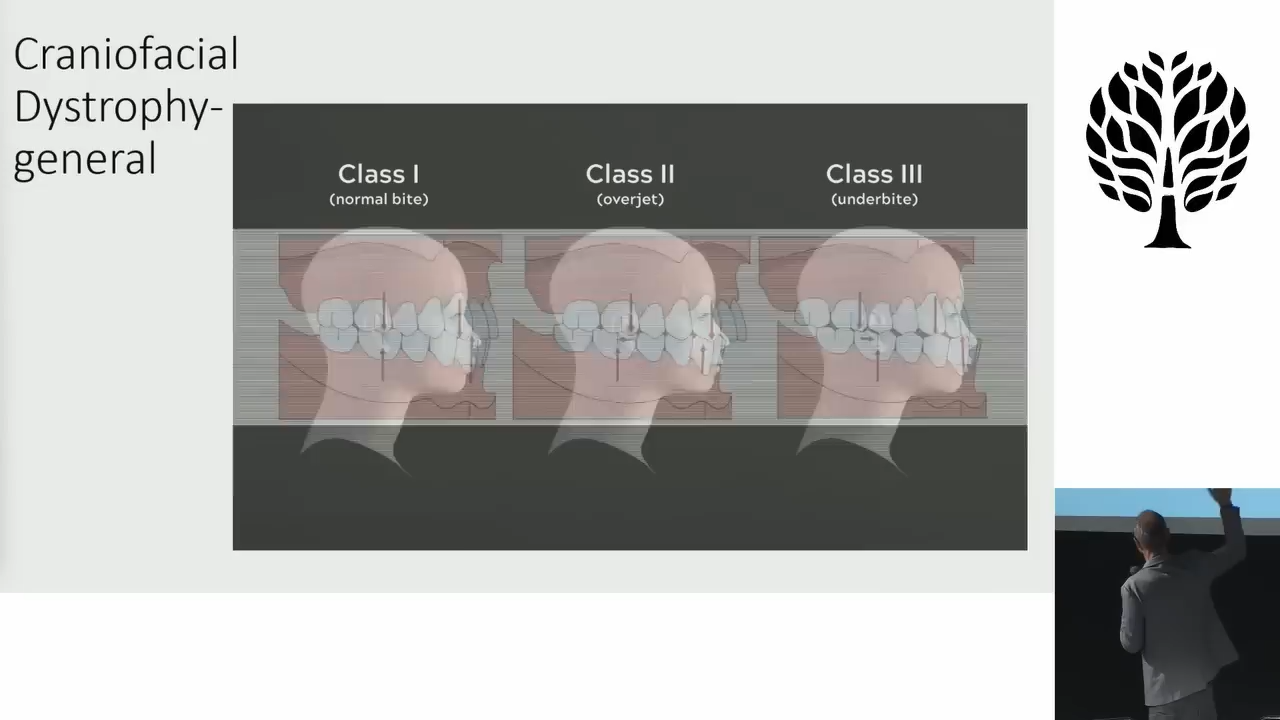 Craniofacial
Dystrophy-
general
Class I
(normal bite)
Class II
(overjet)
Class III
(underbite)